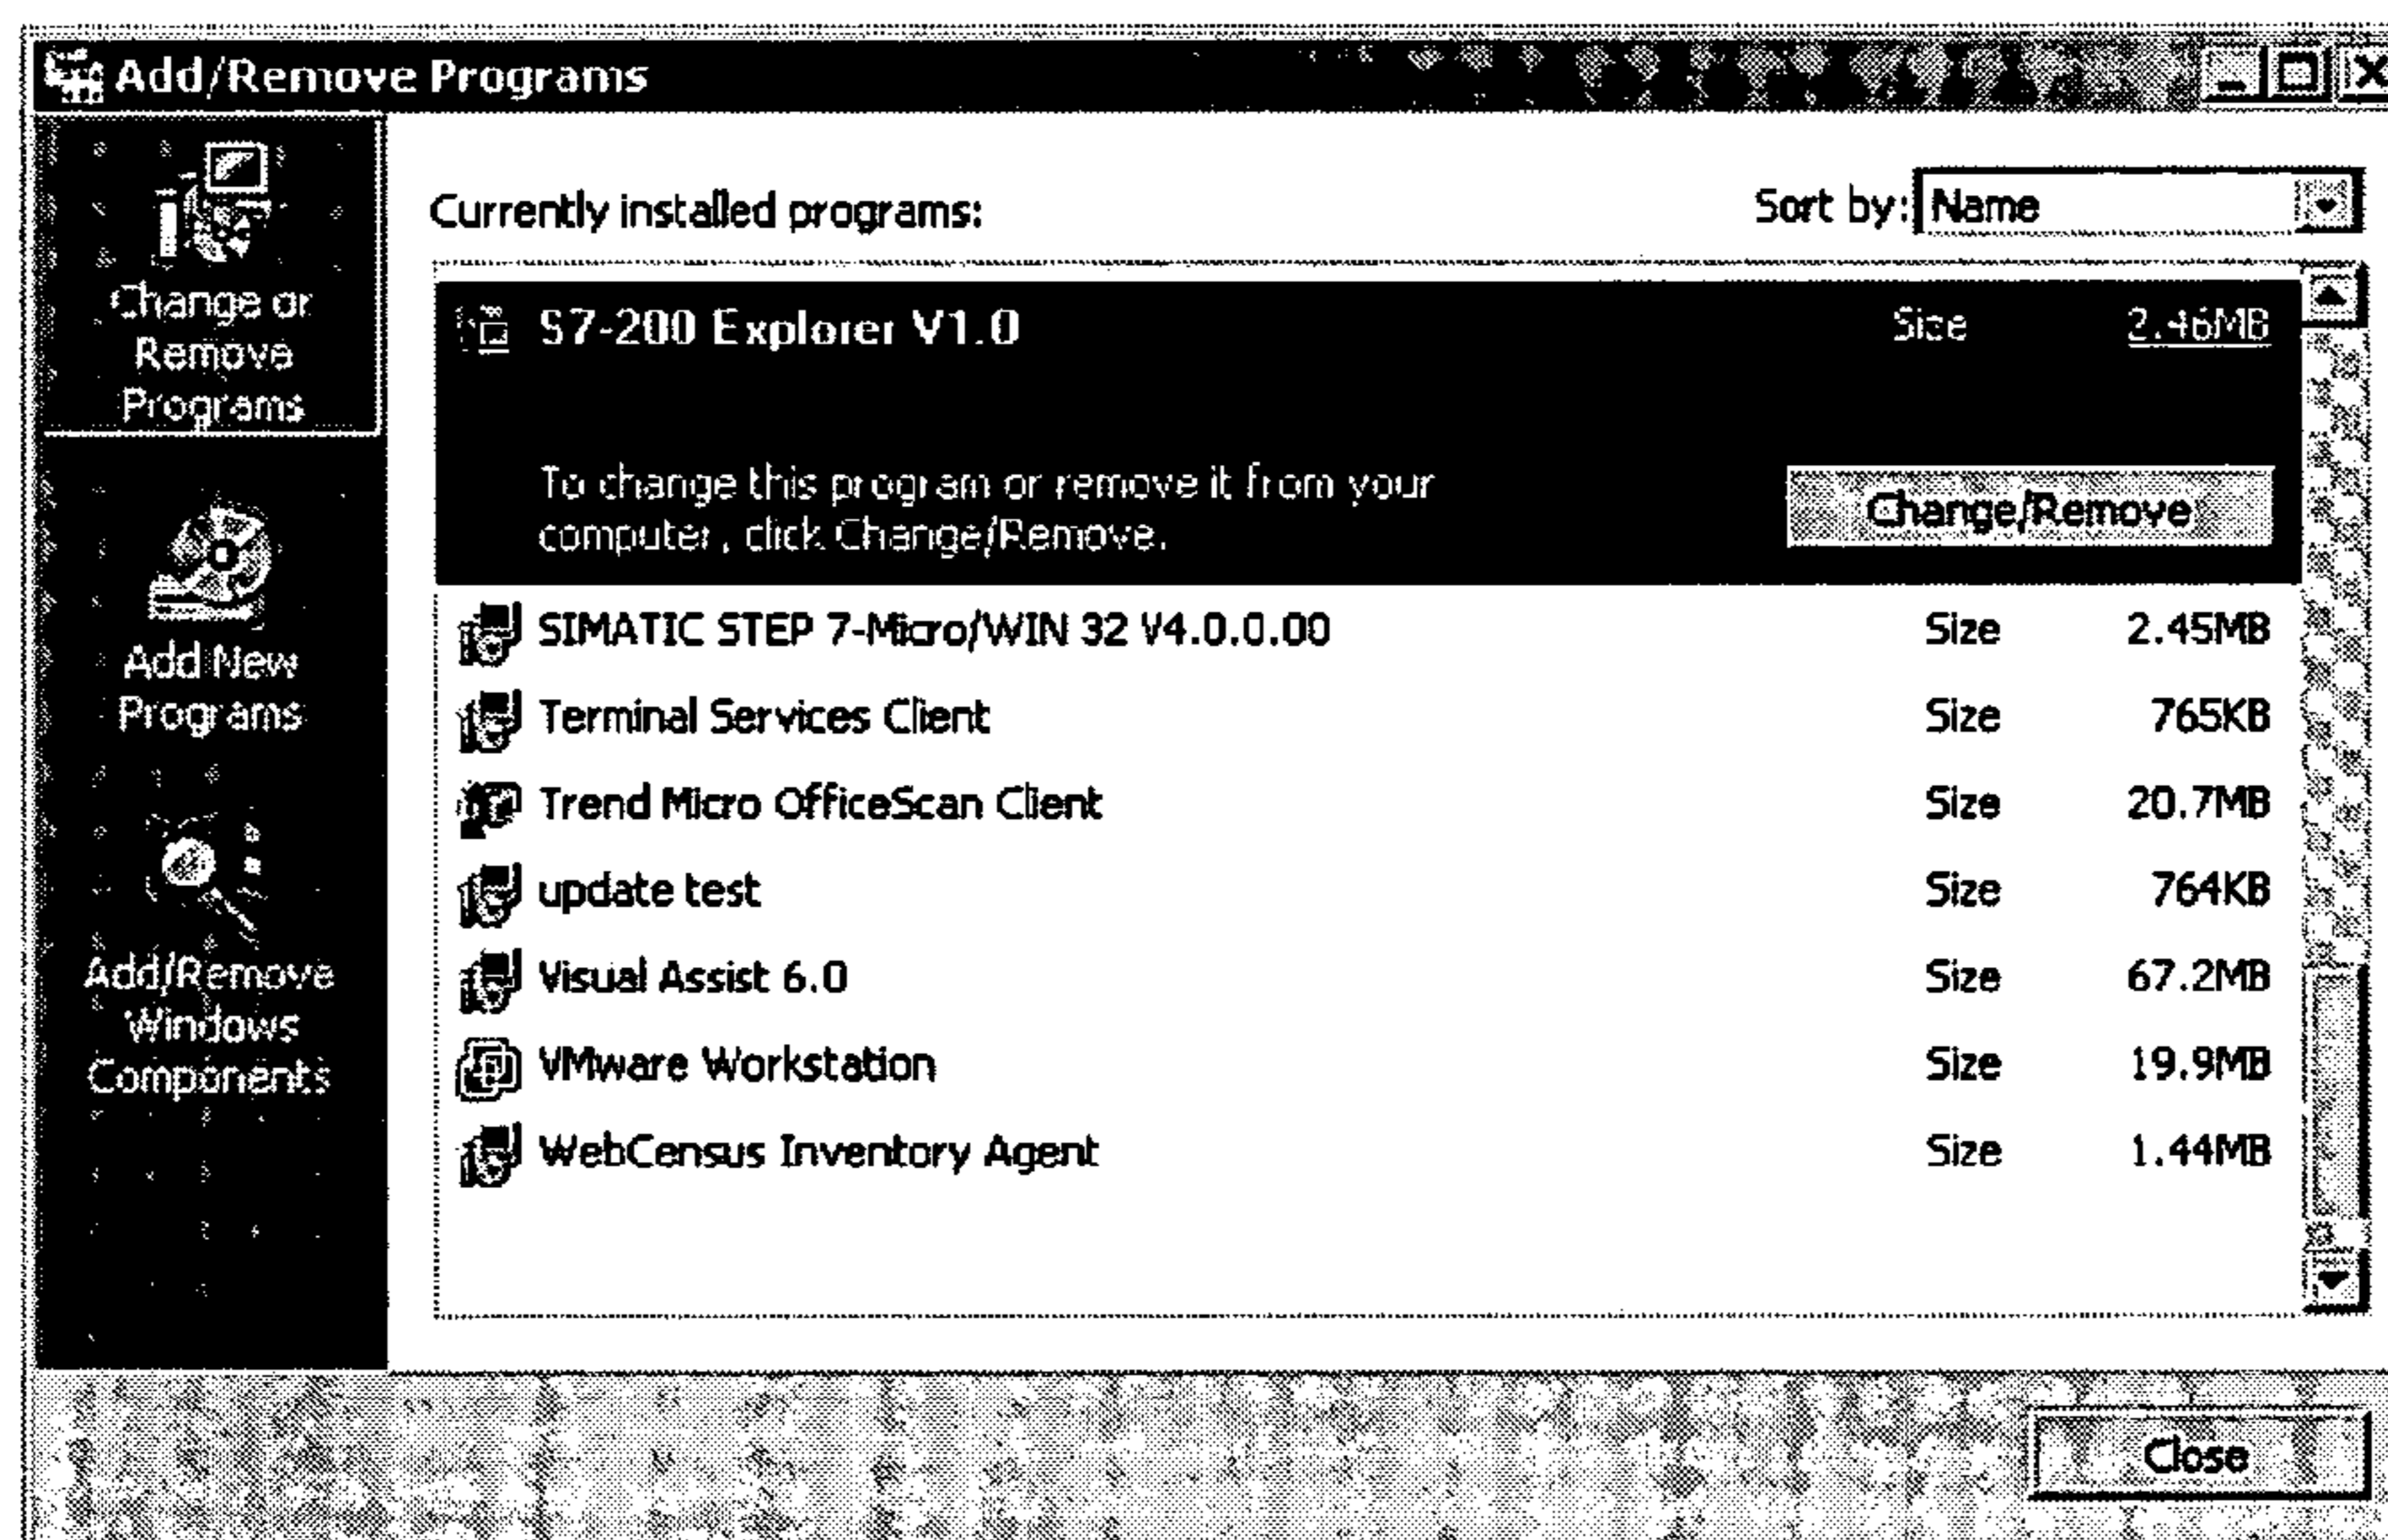 Add/Remove Programs
Change or
Remove
Programs
Add New
Programs
Add/Remove
Windows
Components
Currently installed programs:
Sort by: Name
S7-200 Explorer V1.0 Size 2.46MB
To change this program or remove it from your
computer, click Change/Remove.
Change/Remove
SIMATIC STEP 7-Micro/WIN 32 V4.0.0.00 Size 2.45MB
Terminal Services Client Size 765KB
Trend Micro OfficeScan Client Size 20.7MB
update test Size 764KB
Visual Assist 6.0 Size 67.2MB
VMware Workstation Size 19.9MB
WebCensus Inventory Agent Size 1.44MB
Close